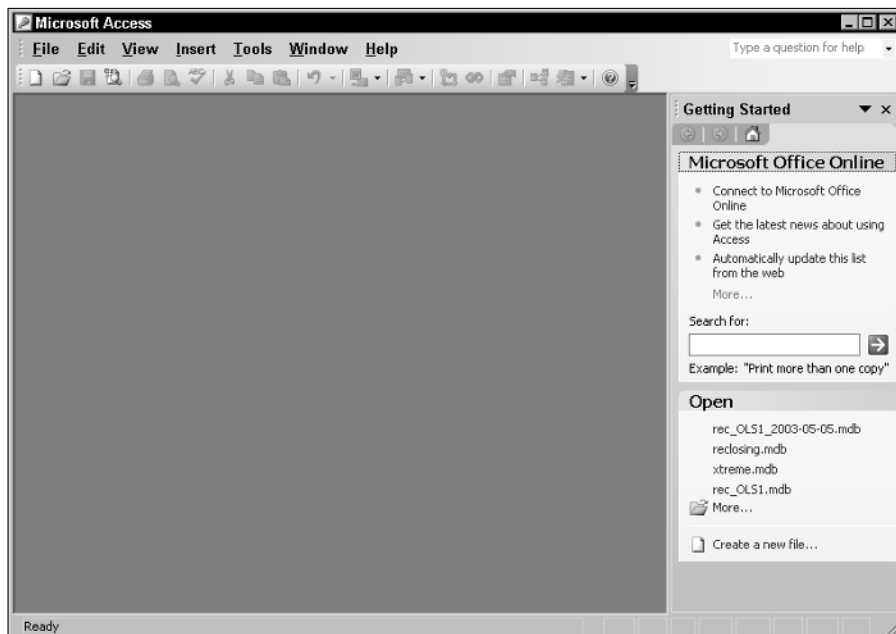 Microsoft Access
File Edit View Insert Tools Window Help
Type a question for help
Getting Started
Microsoft Office Online
Connect to Microsoft Office
Online
Get the latest news about using
Access
Automatically update this list
from the web
More...
Search for:
Example: "Print more than one copy"
Open
rec_OLS1_2003-05-05.mdb
reclosing.mdb
xtreme.mdb
rec_OLS1.mdb
More...
Create a new file...
Ready